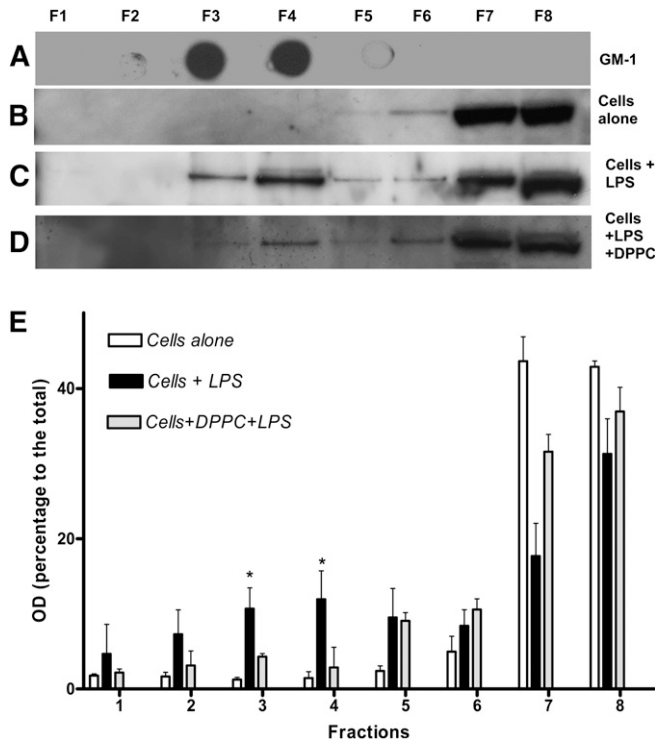 F1 F2 F3 F4 F5 F6 F7 F8
A
GM-1
B
Cells
alone
C
Cells +
LPS
D
Cells
+LPS
+DPPC
E
Cells alone
Cells + LPS
Cells+DPPC+LPS
OD (percentage to the total)
40
20
0
* *
1 2 3 4 5 6 7 8
Fractions